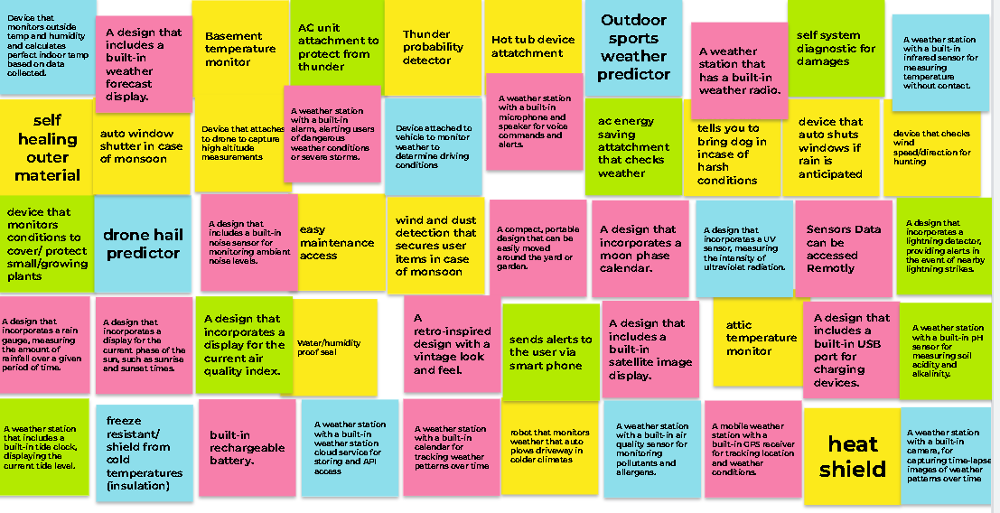 Device that
monitors outside
temp and humidity
and calculates
perfect indoor temp
based on data
collected.
A design that
includes a
built-in
weather
forecast
display.
Basement
temperature
monitor
AC unit
attachment to
protect from
thunder
Thunder
probability
detector
Hot tub device
attatchment
Outdoor
sports
weather
predictor
A weather
station that
has a built-in
weather radio.
self system
diagnostic for
damages
A weather
station with a built-in
infrared sensor for
measuring
temperature
without contact.
self
healing
outer
material
auto window
shutter in case
of monsoon
Device that attaches
to drone to capture
high altitude
measurements
A weather station
with a built-in
alarm, alerting users
of dangerous
weather conditions
or severe storms.
Device attached to
vehicle to monitor
weather to
determine driving
conditions
A weather station
with a built-in
microphone and
speaker for voice
commands and
alerts.
ac energy
saving
attatchment
that checks
weather
tells you to
bring dog in
incase of
harsh
conditions
device that
auto shuts
windows if
rain is
anticipated
device that checks
wind
speed/direction for
hunting
device that
monitors
conditions to
cover/ protect
small/growing
plants
drone hail
predictor
A design that
includes a built-in
noise sensor for
monitoring ambient
noise levels.
easy
maintenance
access
wind and dust
detection that
secures user
items in case
of monsoon
A compact, portable
design that can be
easily moved
around the yard or
garden.
A design that
incorporates a
moon phase
calendar.
A design that
incorporates a UV
sensor, measuring
the intensity of
ultraviolet radiation.
Sensors Data
can be
accessed
Remotly
A design that
incorporates a
lightning detector,
providing alerts in
the event of nearby
lightning strikes.
A design that
incorporates a rain
gauge, measuring
the amount of
rainfall over a given
period of time.
A design that
incorporates a
display for the
current phase of the
sun, such as sunrise
and sunset times.
A design that
incorporates a
display for the
current air
quality index.
Water/humidity
proof seal
A
retro-inspired
design with a
vintage look
and feel.
sends alerts to
the user via
smart phone
A design that
includes a
built-in
satellite image
display.
attic
temperature
monitor
A design that
includes a
built-in USB
port for
charging
devices.
A weather station
with a built-in pH
sensor for
measuring soil
acidity and
alkalinity.
A weather station
that includes a
built-in tide clock,
displaying the
current tide level.
freeze
resistant/
shield from
cold
temperatures
(insulation)
built-in
rechargeable
battery.
A weather station
with a built-in
weather station
cloud service for
storing and API
access
A weather station
with a built-in
calendar for
tracking weather
patterns over time
robot that monitors
weather that auto
plows driveway in
colder climates
A weather station
with a built-in air
quality sensor for
monitoring
pollutants and
allergens.
A mobile weather
station with a
built-in GPS receiver
for tracking location
and weather
conditions.
heat
shield
A weather station
with a built-in
camera, for
capturing time-lapse
images of weather
patterns over time